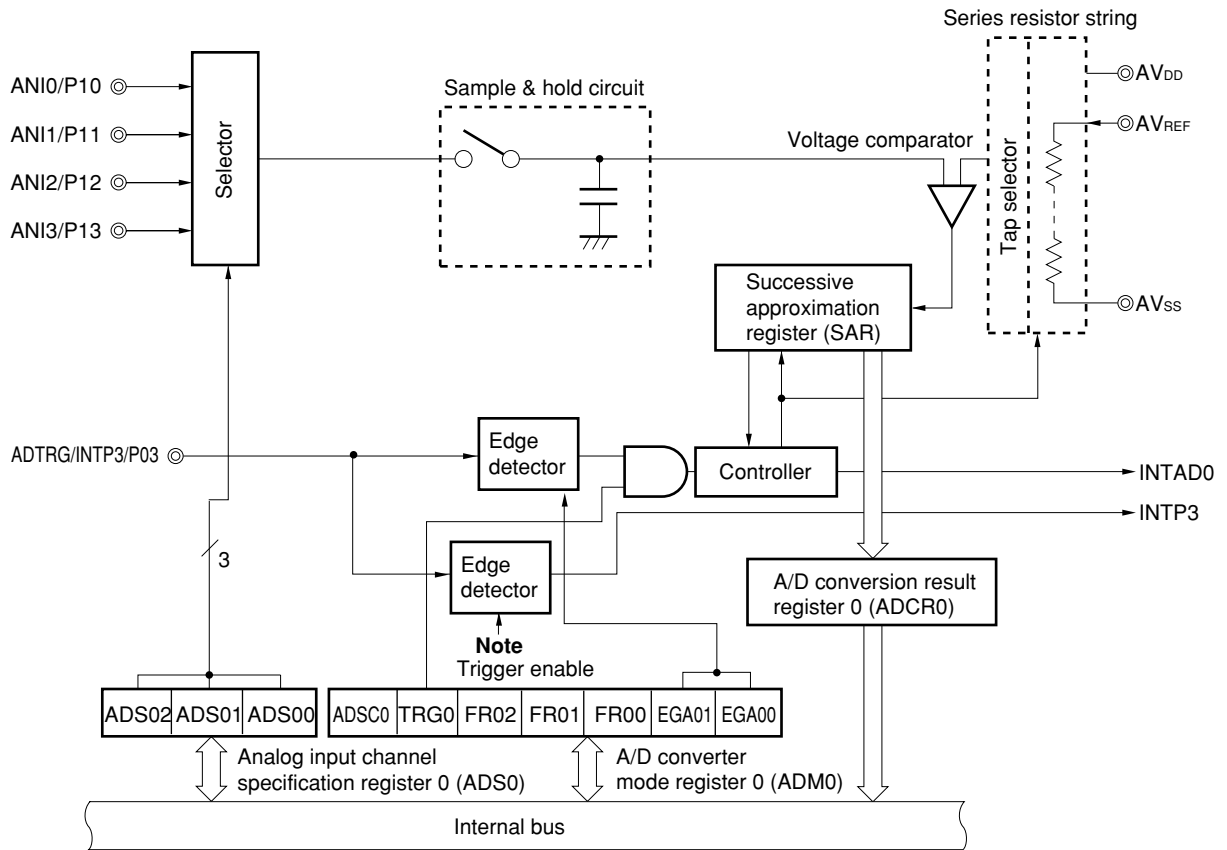 Series resistor string
ANI0/P10
ANI1/P11
ANI2/P12
ANI3/P13
Selector
Sample & hold circuit
Voltage comparator
Tap selector
AVDD
AVREF
AVSS
Successive
approximation
register (SAR)
ADTRG/INTP3/P03
Edge
detector
Controller
INTAD0
INTP3
3
Edge
detector
Note
Trigger enable
A/D conversion result
register 0 (ADCR0)
ADS02 ADS01 ADS00
ADSC0 TRG0 FR02 FR01 FR00 EGA01 EGA00
Analog input channel
specification register 0 (ADS0)
A/D converter
mode register 0 (ADM0)
Internal bus